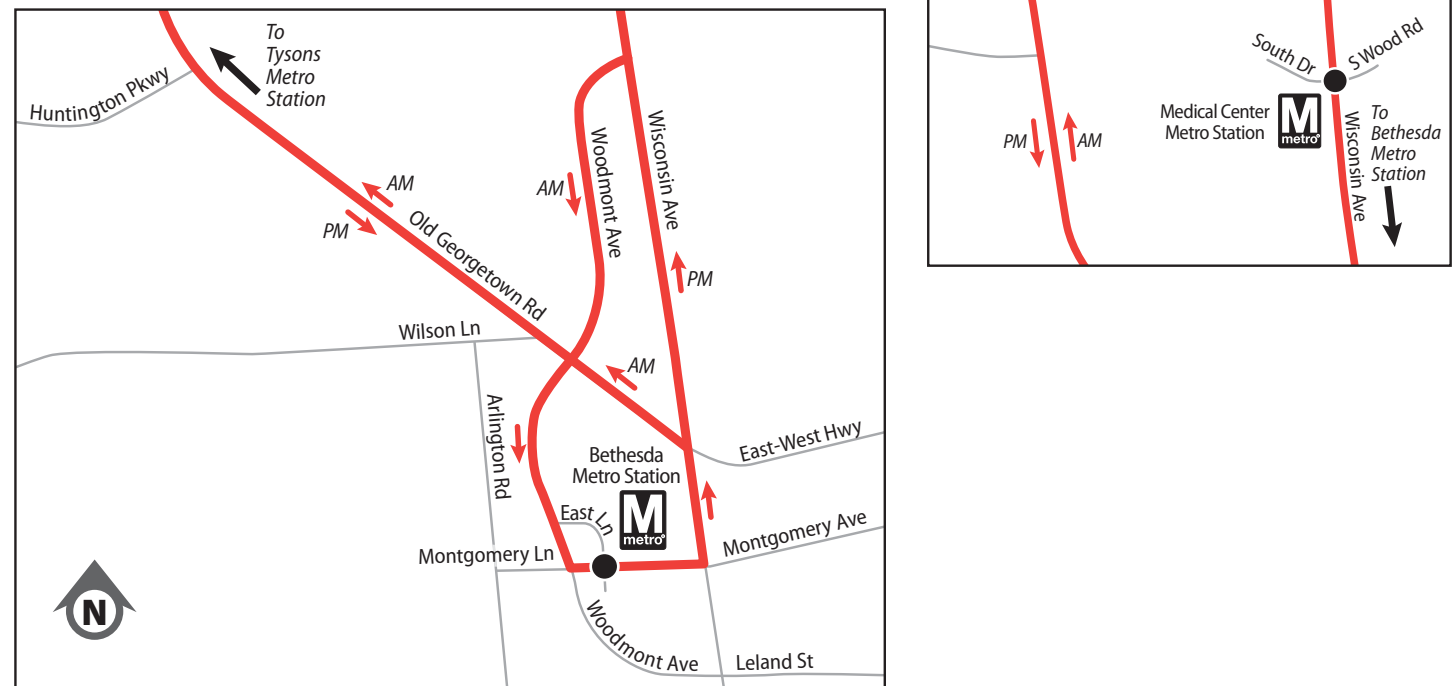 To
Tysons
Metro
Station
Huntington Pkwy
AM
PM
Old Georgetown Rd
AM
Woodmont Ave
Wisconsin Ave
PM
Wilson Ln
AM
Arlington Rd
East-West Hwy
Bethesda
Metro Station
M
metro
East Ln
Montgomery Ln
Montgomery Ave
N
Woodmont Ave
Leland St
South Dr
S Wood Rd
Medical Center
Metro Station
M
metro
Wisconsin Ave
To
Bethesda
Metro
Station
PM
AM